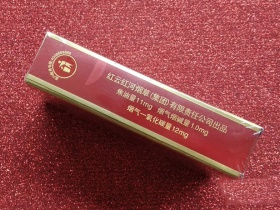 红云红河烟草(集团)有限责任公司出品
焦油量11mg 烟气烟碱量1.0mg
烟气一氧化碳量12mg